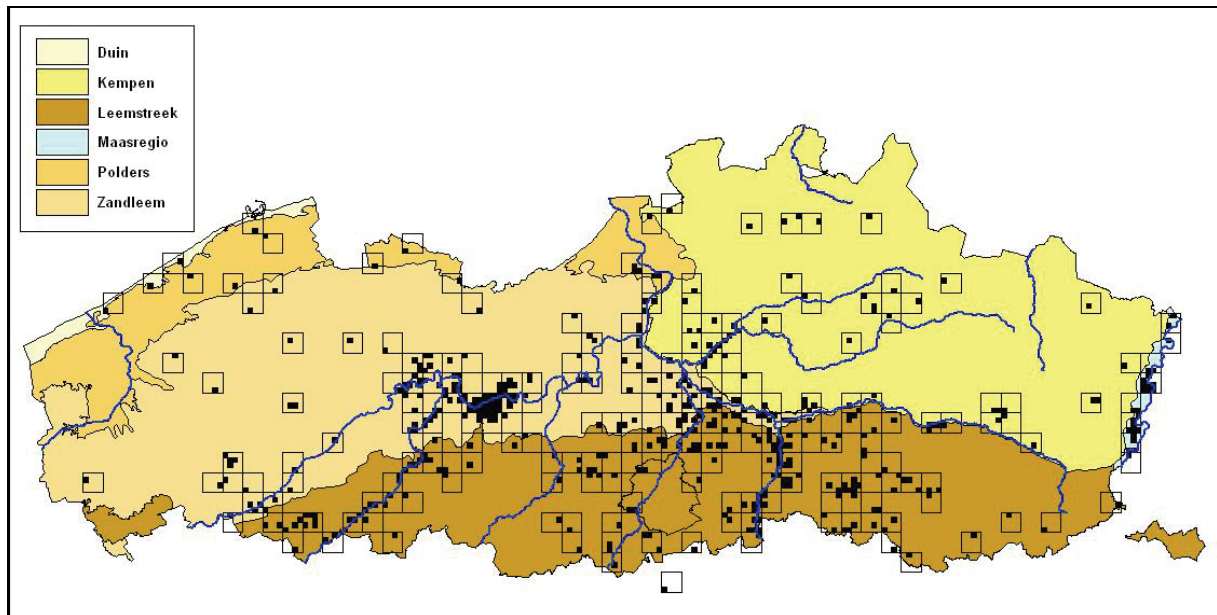 Duin
Kempen
Leemstreek
Maasregio
Polders
Zandleem